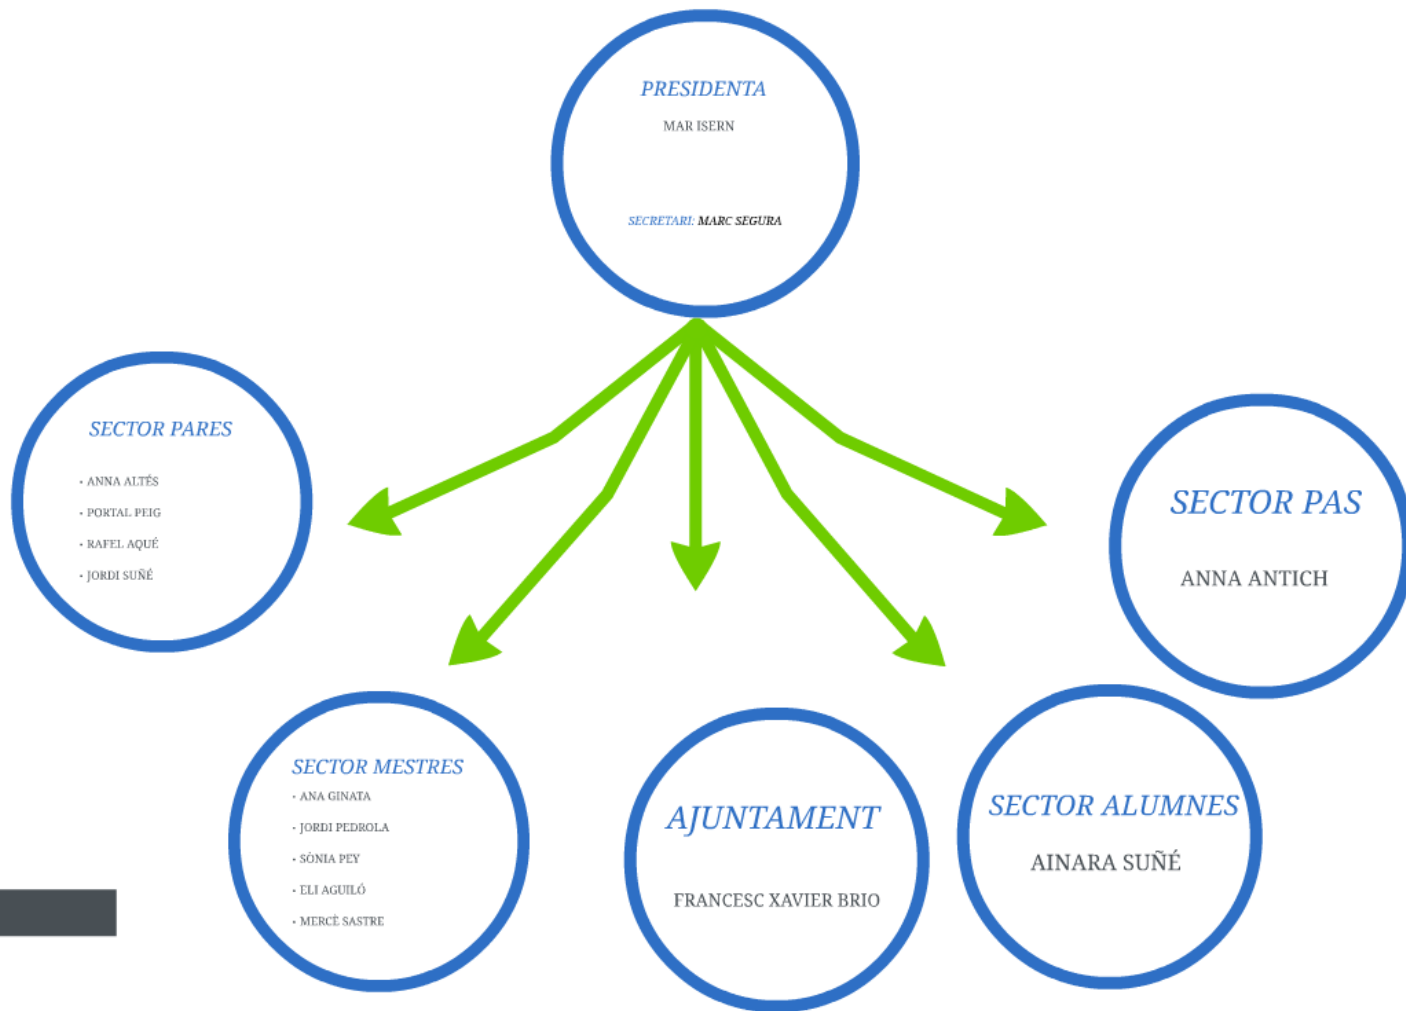 PRESIDENTA
MAR ISERN
SECRETARI: MARC SEGURA
SECTOR PARES
• ANNA ALTÉS
• PORTAL PEIG
• RAFEL AQUÉ
• JORDI SUÑÉ
SECTOR MESTRES
• ANA GINATA
• JORDI PEDROLA
• SÒNIA PEY
• ELI AGUILÓ
• MERCÈ SASTRE
AJUNTAMENT
FRANCESC XAVIER BRIO
SECTOR ALUMNES
AINARA SUÑÉ
SECTOR PAS
ANNA ANTICH